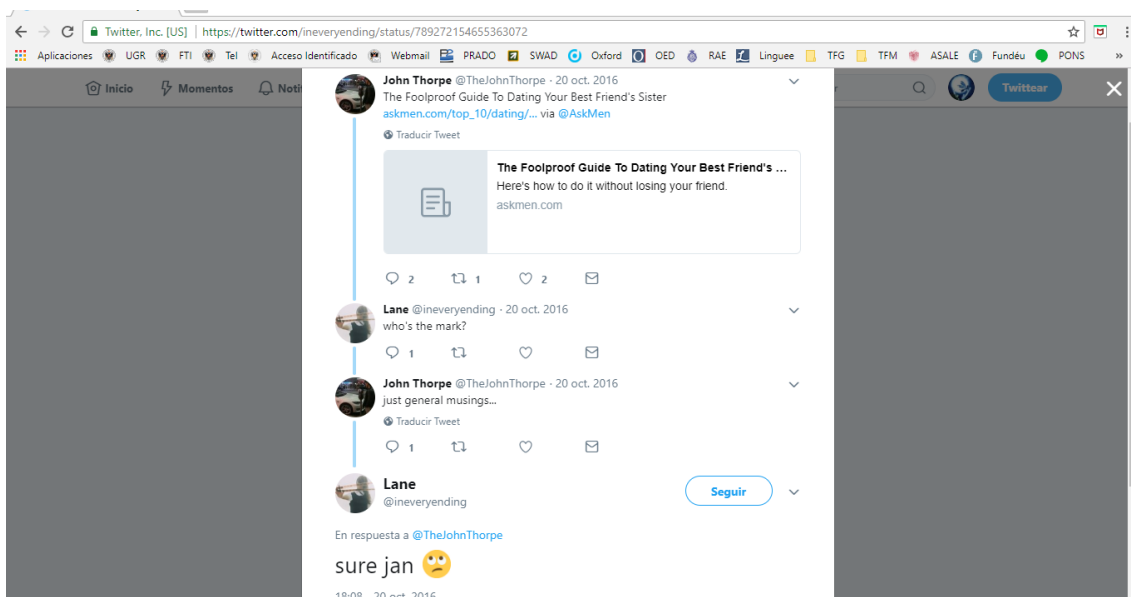 Twitter, Inc. [US] | https://twitter.com/ineveryending/status/789272154655363072
Aplicaciones UGR FTI Tel Acceso Identificado Webmail PRADO SWAD Oxford OED RAE Linguee TFG TFM ASALE Fundéu PONS »
Inicio Momentos Noti Twittear
John Thorpe @TheJohnThorpe · 20 oct. 2016
The Foolproof Guide To Dating Your Best Friend's Sister
askmen.com/top_10/dating/... via @AskMen
Traducir Tweet
The Foolproof Guide To Dating Your Best Friend's ...
Here's how to do it without losing your friend.
askmen.com
2 1 2
Lane @ineveryending · 20 oct. 2016
who's the mark?
1
John Thorpe @TheJohnThorpe · 20 oct. 2016
just general musings...
Traducir Tweet
1
Lane
@ineveryending
Seguir
En respuesta a @TheJohnThorpe
sure jan 🙄
18:08 - 20 oct. 2016